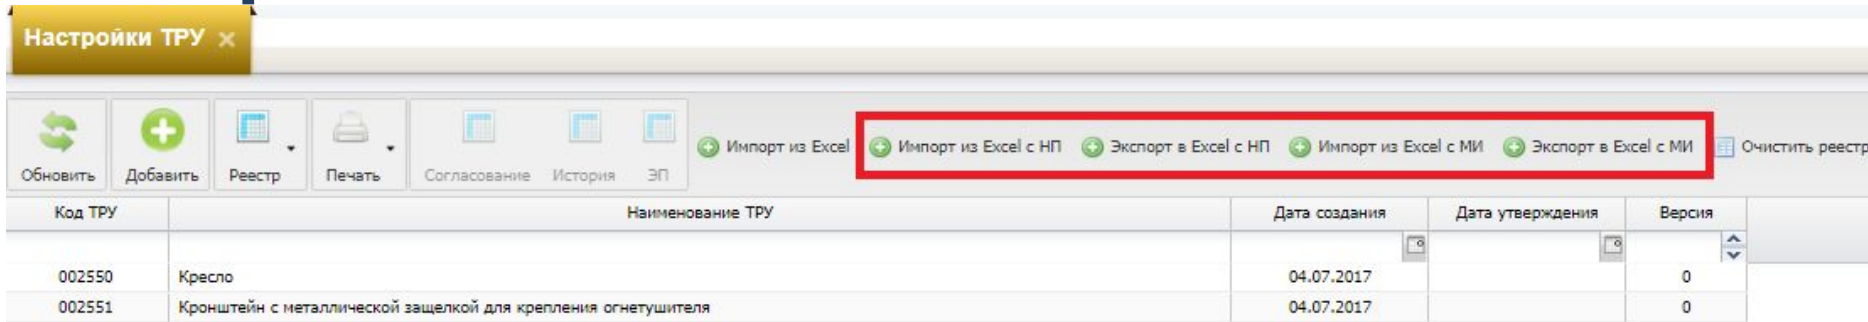 Настройки ТРУ
Импорт из Excel Импорт из Excel с НП Экспорт в Excel с НП Импорт из Excel с МИ Экспорт в Excel с МИ Очистить реестр
Обновить Добавить Реестр Печать Согласование История ЭП
Код ТРУ Наименование ТРУ Дата создания Дата утверждения Версия
002550 Кресло 04.07.2017 0
002551 Кронштейн с металлической защелкой для крепления огнетушителя 04.07.2017 0